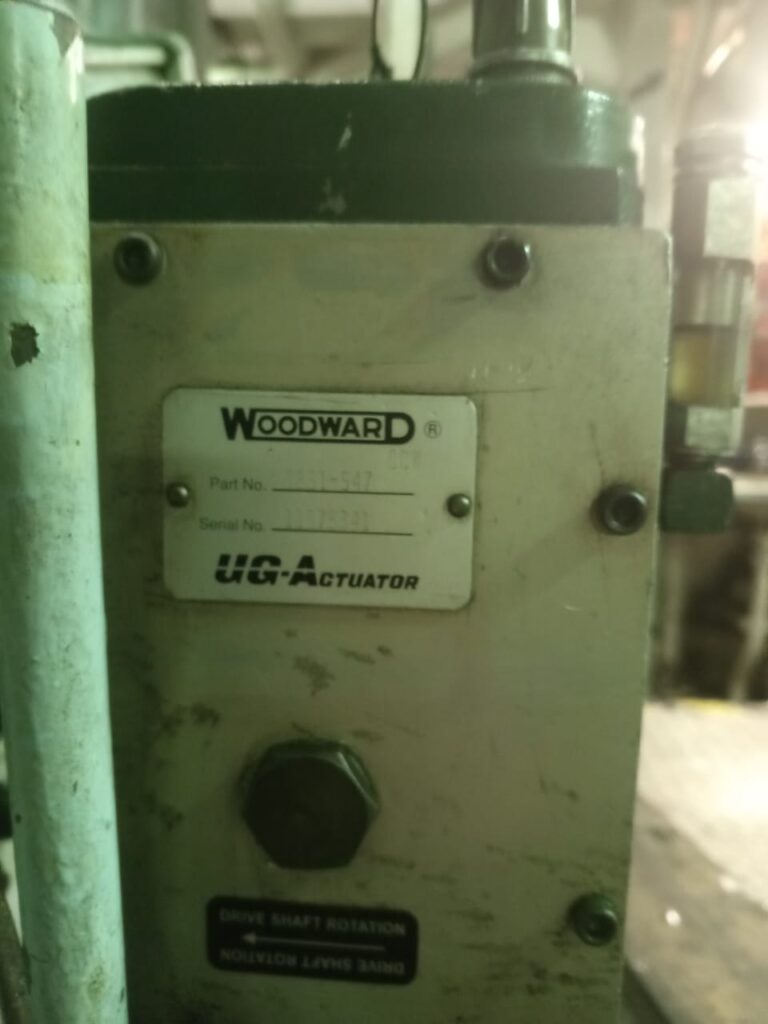 WOODWARD ®
Part No.
Serial No.
UG-ACTUATOR
DRIVE SHAFT ROTATION
DRIVE SHAFT ROTATION